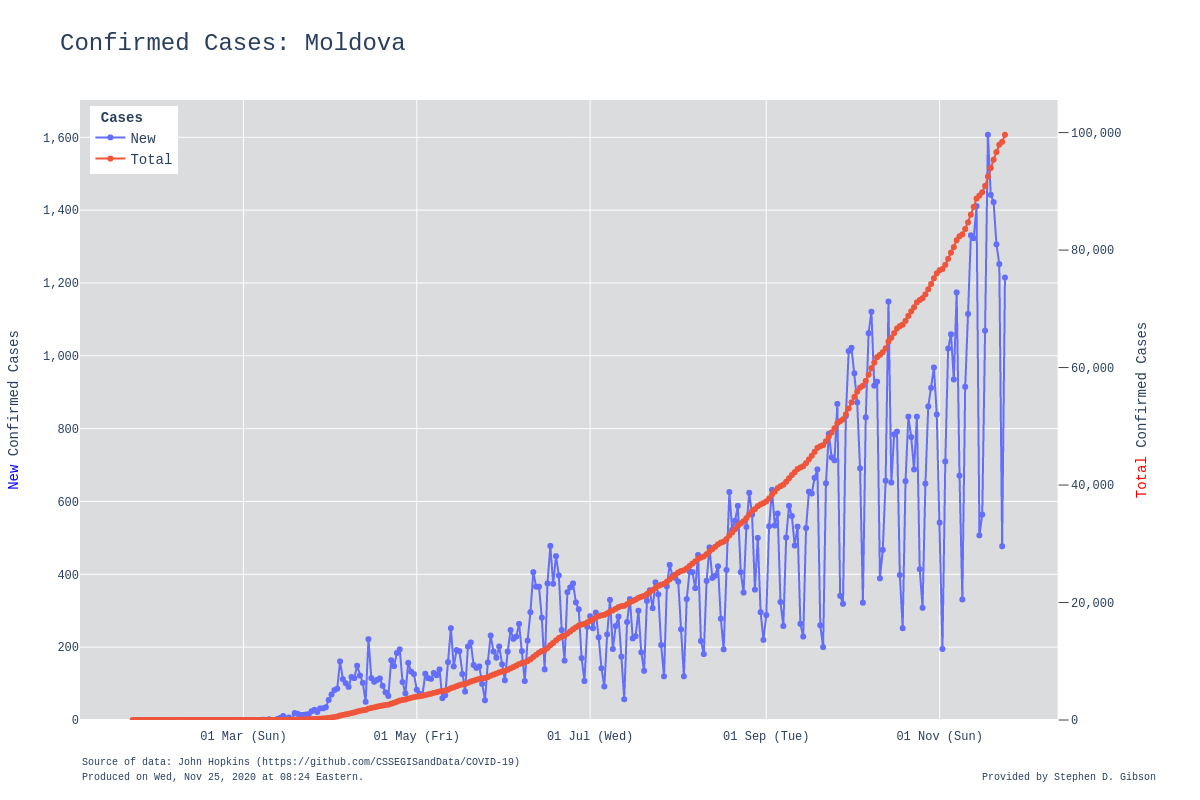 Confirmed Cases: Moldova
Cases
New
Total
1,600
1,400
1,200
1,000
800
600
400
200
0
100,000
80,000
60,000
40,000
20,000
0
New Confirmed Cases
Total Confirmed Cases
01 Mar (Sun)
01 May (Fri)
01 Jul (Wed)
01 Sep (Tue)
01 Nov (Sun)
Source of data: John Hopkins (https://github.com/CSSEGISandData/COVID-19)
Produced on Wed, Nov 25, 2020 at 08:24 Eastern.
Provided by Stephen D. Gibson